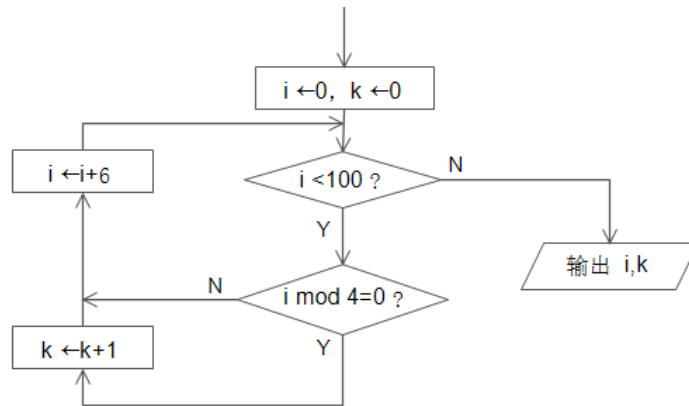 i ←0, k ←0
i ←i+6
i <100 ?
N
Y
输出 i,k
N
i mod 4=0 ?
k ←k+1
Y